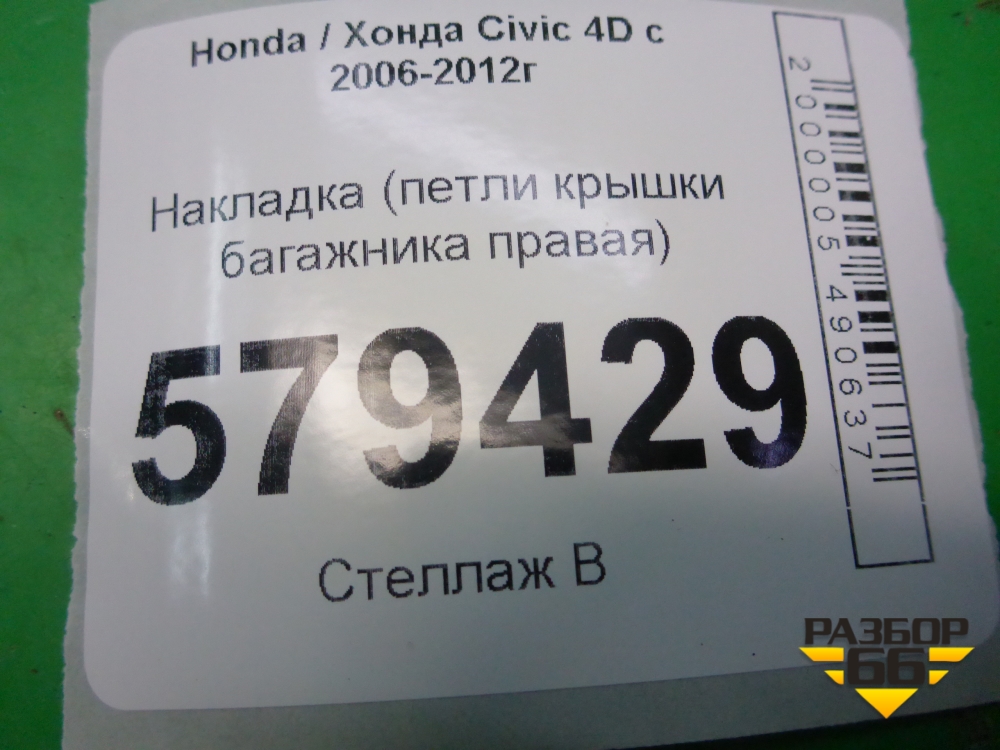 Honda / Хонда Civic 4D с
2006-2012г
Накладка (петли крышки
багажника правая)
579429
Стеллаж В
2000005490637
РАЗБОР
66